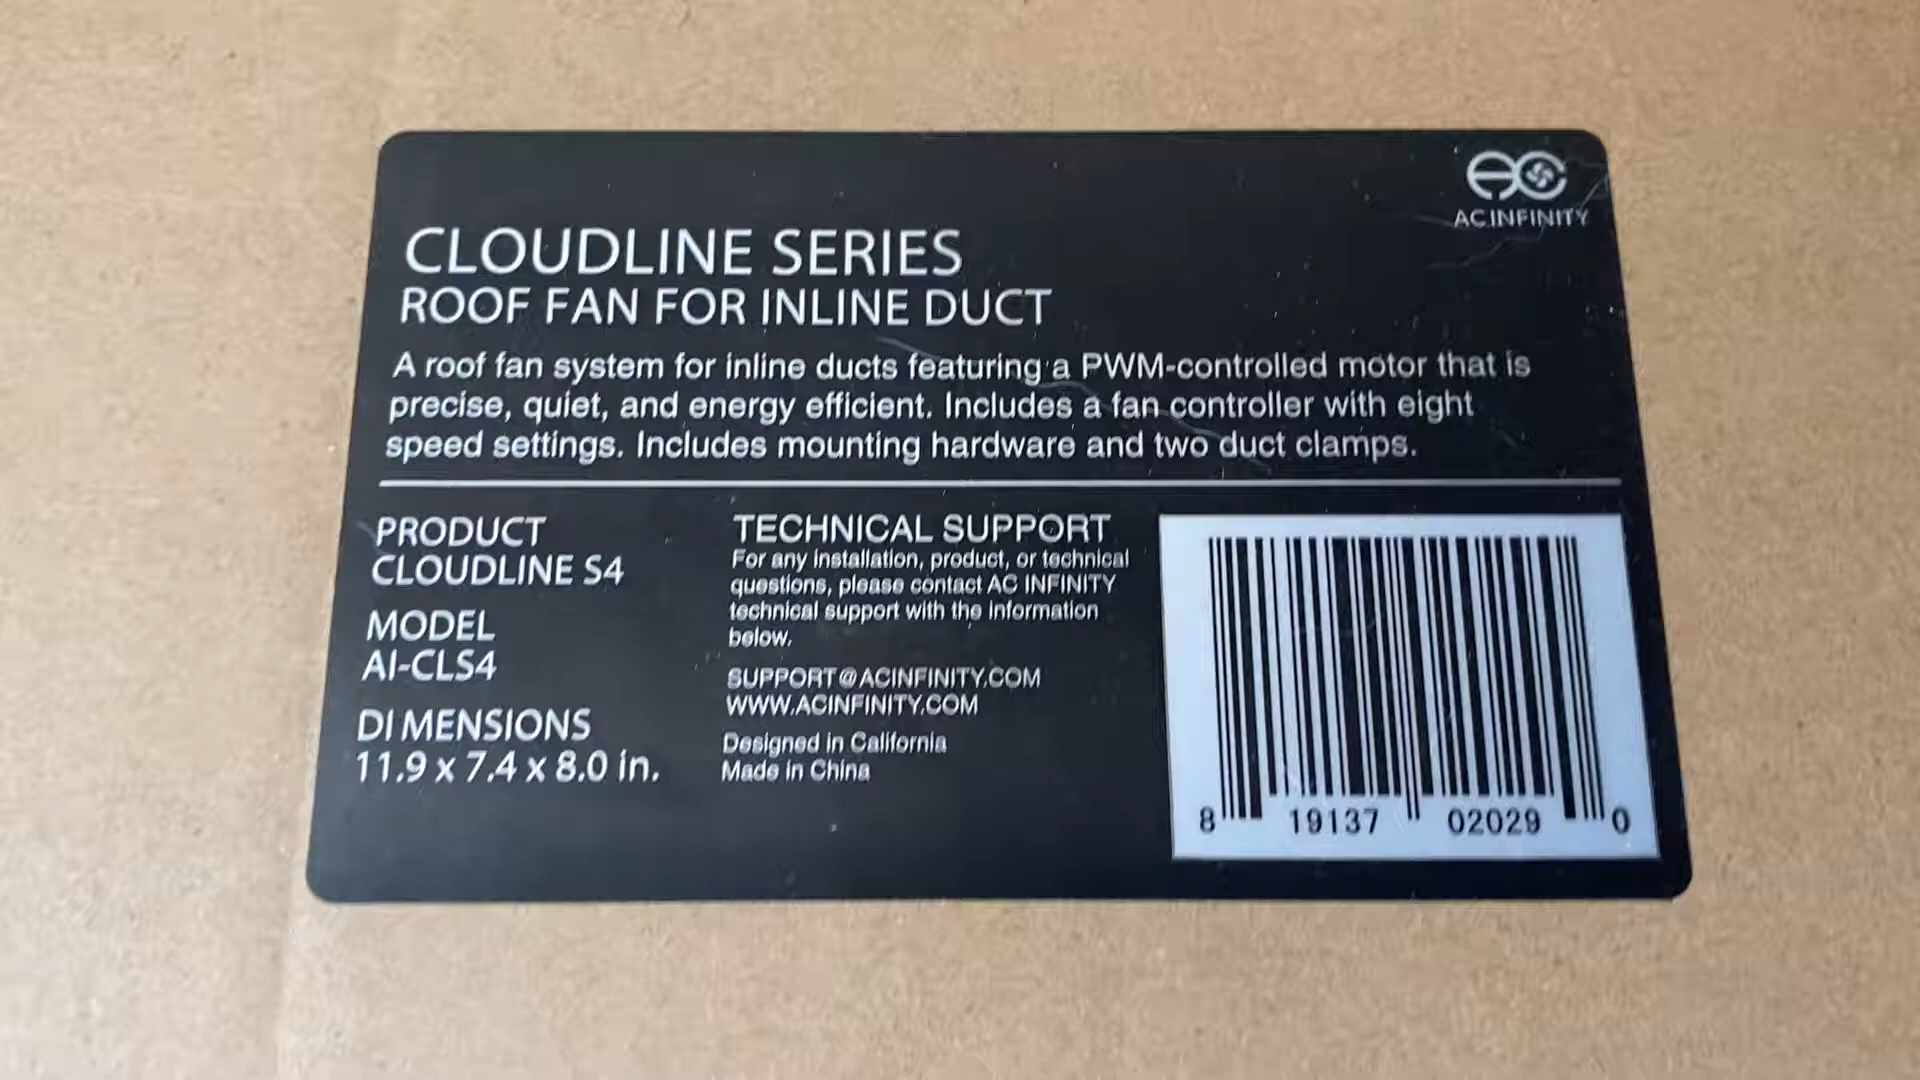 AC INFINITY
CLOUDLINE SERIES
ROOF FAN FOR INLINE DUCT
A roof fan system for inline ducts featuring a PWM-controlled motor that is
precise, quiet, and energy efficient. Includes a fan controller with eight
speed settings. Includes mounting hardware and two duct clamps.
PRODUCT
CLOUDLINE S4
MODEL
AI-CLS4
DIMENSIONS
11.9 x 7.4 x 8.0 in.
TECHNICAL SUPPORT
For any installation, product, or technical
questions, please contact AC INFINITY
technical support with the information
below.
SUPPORT@ACINFINITY.COM
WWW.ACINFINITY.COM
Designed in California
Made in China
8 19137 02029 0